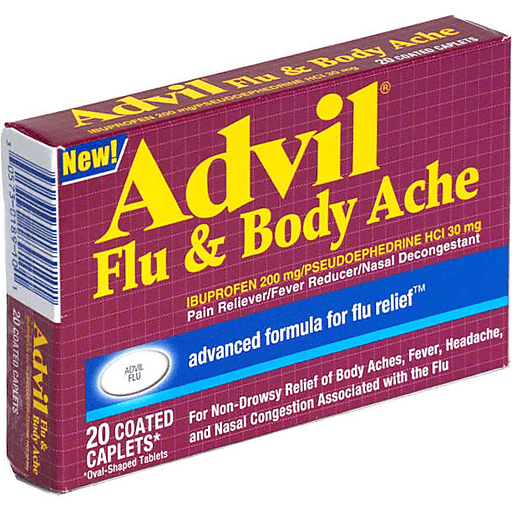 Advil Flu & Body Ache
IBUPROFEN 200 mg/PSEUDOEPHEDRINE HCl 30 mg
20 COATED CAPLETS
New!
Advil®
Flu & Body Ache
IBUPROFEN 200 mg/PSEUDOEPHEDRINE HCl 30 mg
Pain Reliever/Fever Reducer/Nasal Decongestant
advanced formula for flu relief™
ADVIL
FLU
For Non-Drowsy Relief of Body Aches, Fever, Headache,
and Nasal Congestion Associated with the Flu
20 COATED
CAPLETS*
*Oval-Shaped Tablets
Advil
Flu &
Body Ache
20 COATED CAPLETS